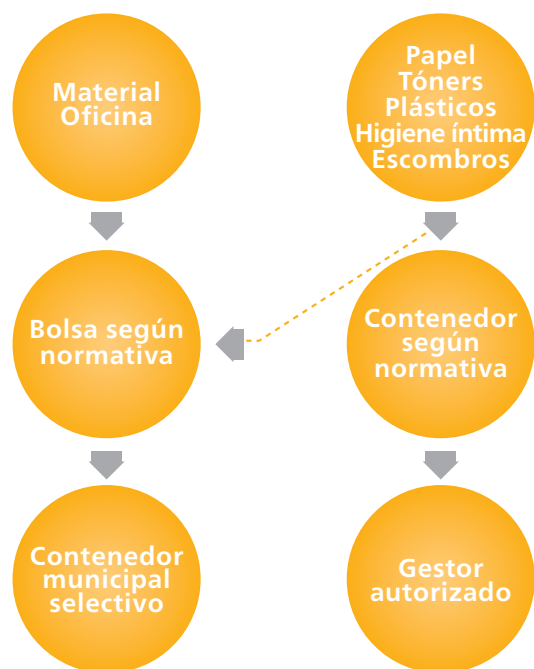 Material
Oficina
Papel
Tóners
Plásticos
Higiene íntima
Escombros
Bolsa según
normativa
Contenedor
según
normativa
Contenedor
municipal
selectivo
Gestor
autorizado